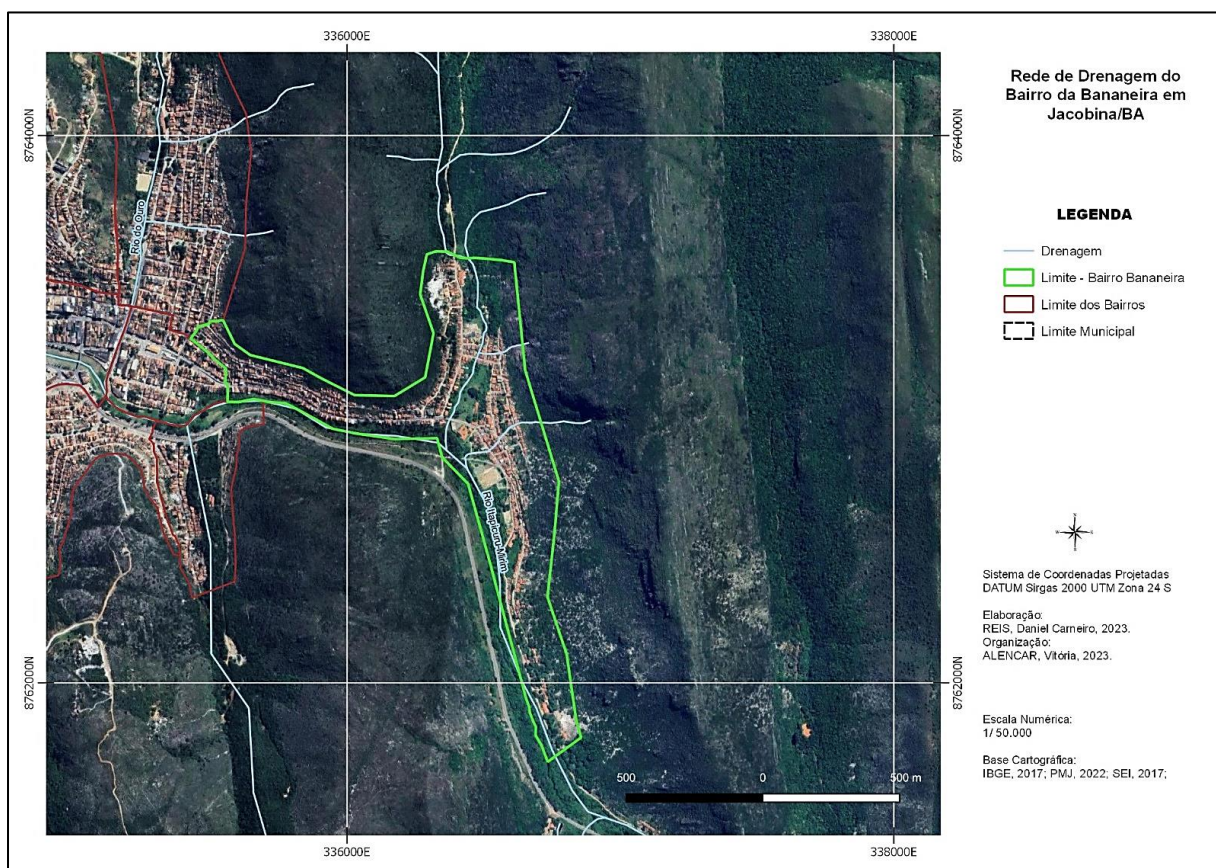 336000E
338000E
8764000N
8764000N
Rio do Ouro
Rio Itapicuru-Mirim
8762000N
8762000N
500
0
500 m
336000E
338000E
Rede de Drenagem do
Bairro da Bananeira em
Jacobina/BA
LEGENDA
Drenagem
Limite - Bairro Bananeira
Limite dos Bairros
Limite Municipal
N
W
E
S
Sistema de Coordenadas Projetadas
DATUM Sirgas 2000 UTM Zona 24 S
Elaboração:
REIS, Daniel Carneiro, 2023.
Organização:
ALENCAR, Vitória, 2023.
Escala Numérica:
1/ 50.000
Base Cartográfica:
IBGE, 2017; PMJ, 2022; SEI, 2017;